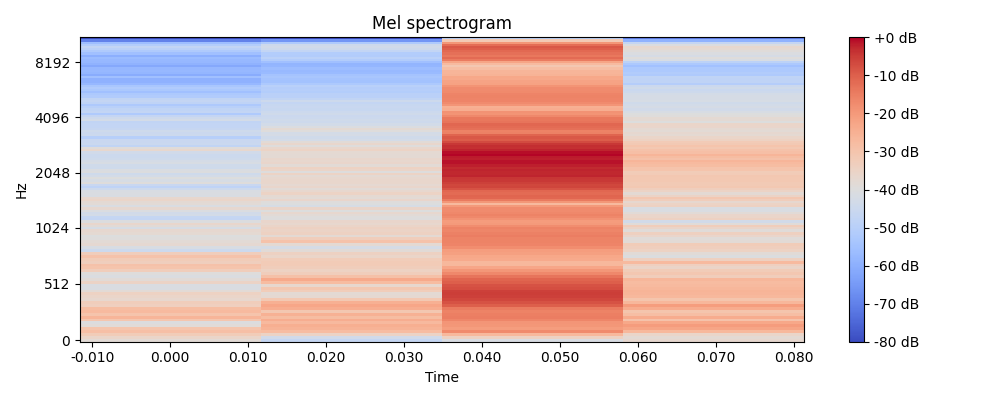 Mel spectrogram
Hz
8192
4096
2048
1024
512
0
-0.010 0.000 0.010 0.020 0.030 0.040 0.050 0.060 0.070 0.080
Time
+0 dB
-10 dB
-20 dB
-30 dB
-40 dB
-50 dB
-60 dB
-70 dB
-80 dB